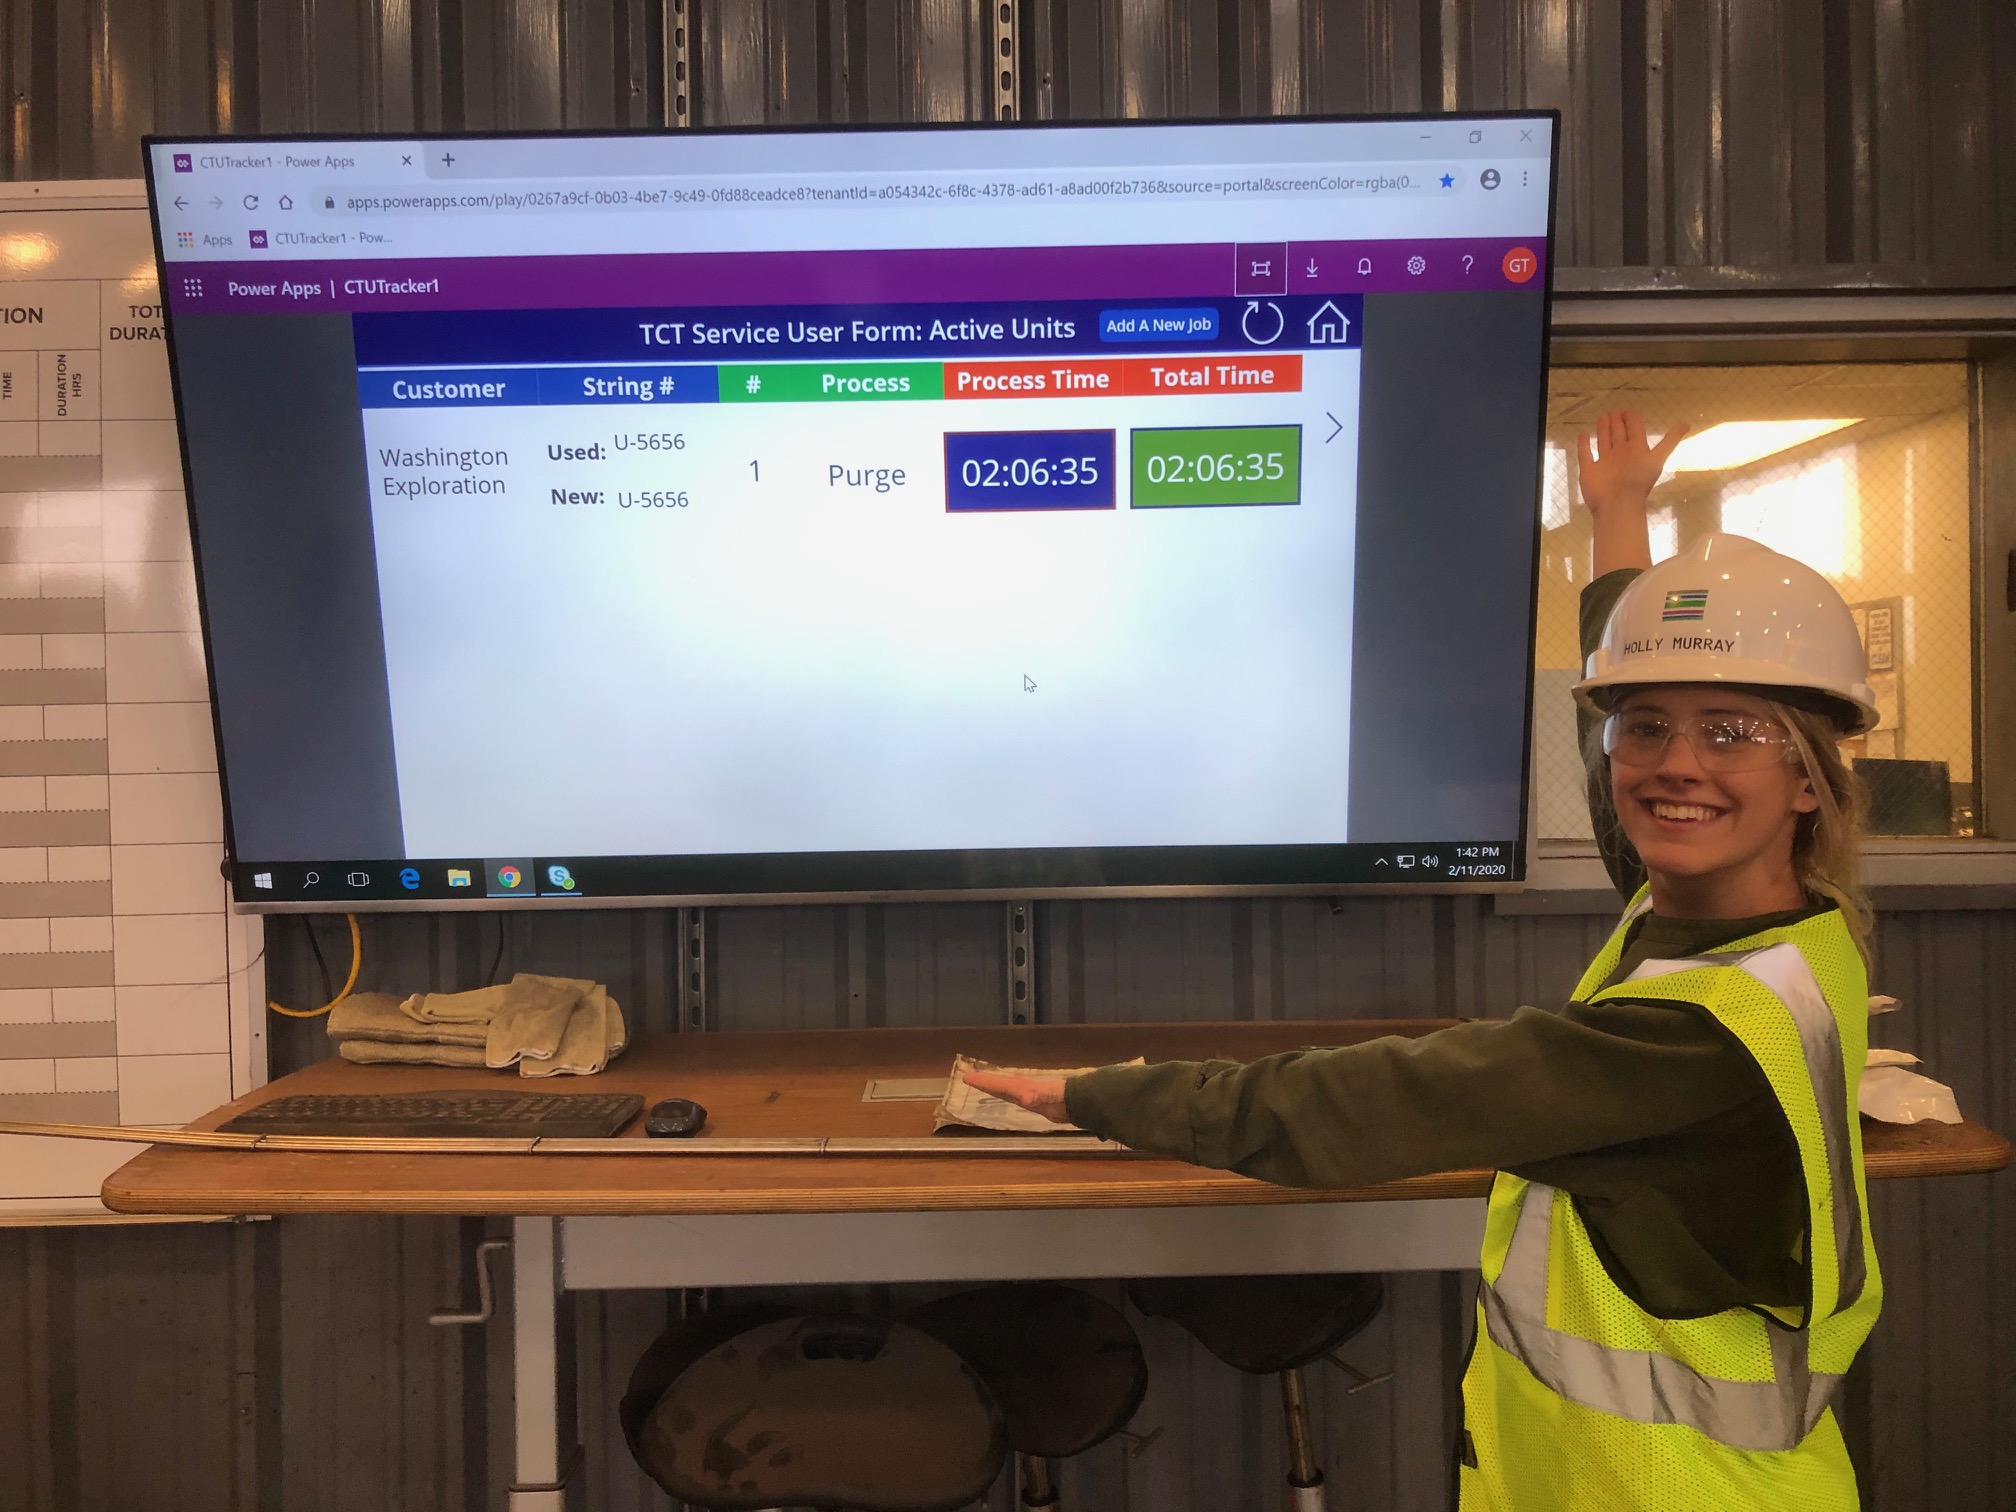 CTUTracker1 - Power Apps
apps.powerapps.com/play/0267a9cf-0b03-4be7-9c49-0fd88ceadce8?tenantId=a054342c-6f8c-4378-ad61-a8ad00f2b736&source=portal&screenColor=rgba(0...
Apps CTUTracker1 - Pow...
Power Apps | CTUTracker1 ? GT
TCT Service User Form: Active Units Add A New Job
Customer String # # Process Process Time Total Time
Washington Exploration
Used: U-5656
New: U-5656
1 Purge 02:06:35 02:06:35
1:42 PM
2/11/2020
ION
TOT
DURAT
TIME
DURATION
HRS
HOLLY MURRAY